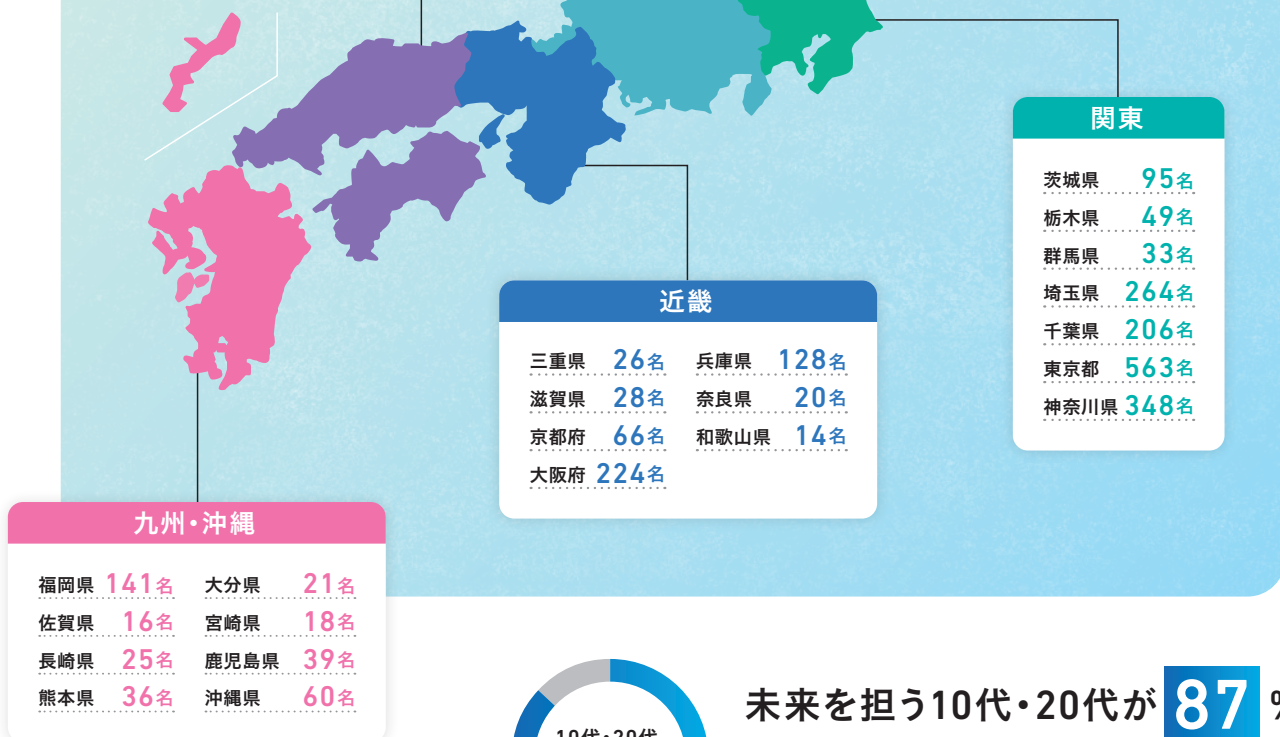 関東
茨城県 95名
栃木県 49名
群馬県 33名
埼玉県 264名
千葉県 206名
東京都 563名
神奈川県 348名
近畿
三重県 26名
滋賀県 28名
京都府 66名
大阪府 224名
兵庫県 128名
奈良県 20名
和歌山県 14名
九州・沖縄
福岡県 141名
佐賀県 16名
長崎県 25名
熊本県 36名
大分県 21名
宮崎県 18名
鹿児島県 39名
沖縄県 60名
10代・20代
未来を担う10代・20代が 87 %